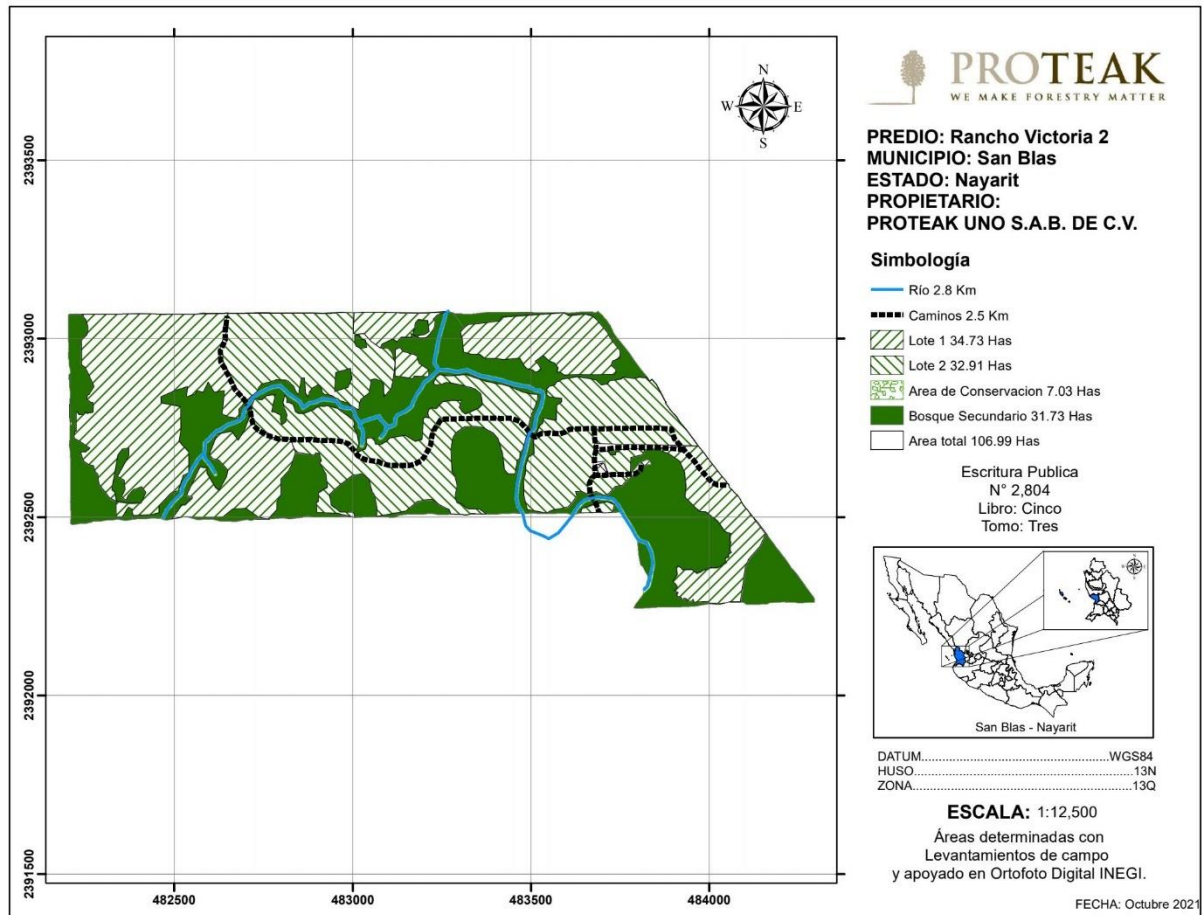 PROTEAK
WE MAKE FORESTRY MATTER
PREDIO: Rancho Victoria 2
MUNICIPIO: San Blas
ESTADO: Nayarit
PROPIETARIO:
PROTEAK UNO S.A.B. DE C.V.
Simbología
Río 2.8 Km
Caminos 2.5 Km
Lote 1 34.73 Has
Lote 2 32.91 Has
Area de Conservacion 7.03 Has
Bosque Secundario 31.73 Has
Area total 106.99 Has
Escritura Publica
N° 2,804
Libro: Cinco
Tomo: Tres
San Blas - Nayarit
DATUM....................WGS84
HUSO....................13N
ZONA....................13Q
ESCALA: 1:12,500
Áreas determinadas con
Levantamientos de campo
y apoyado en Ortofoto Digital INEGI.
FECHA: Octubre 2021
N
W E
S
2393500
2393000
2392500
2392000
2391500
482500 483000 483500 484000